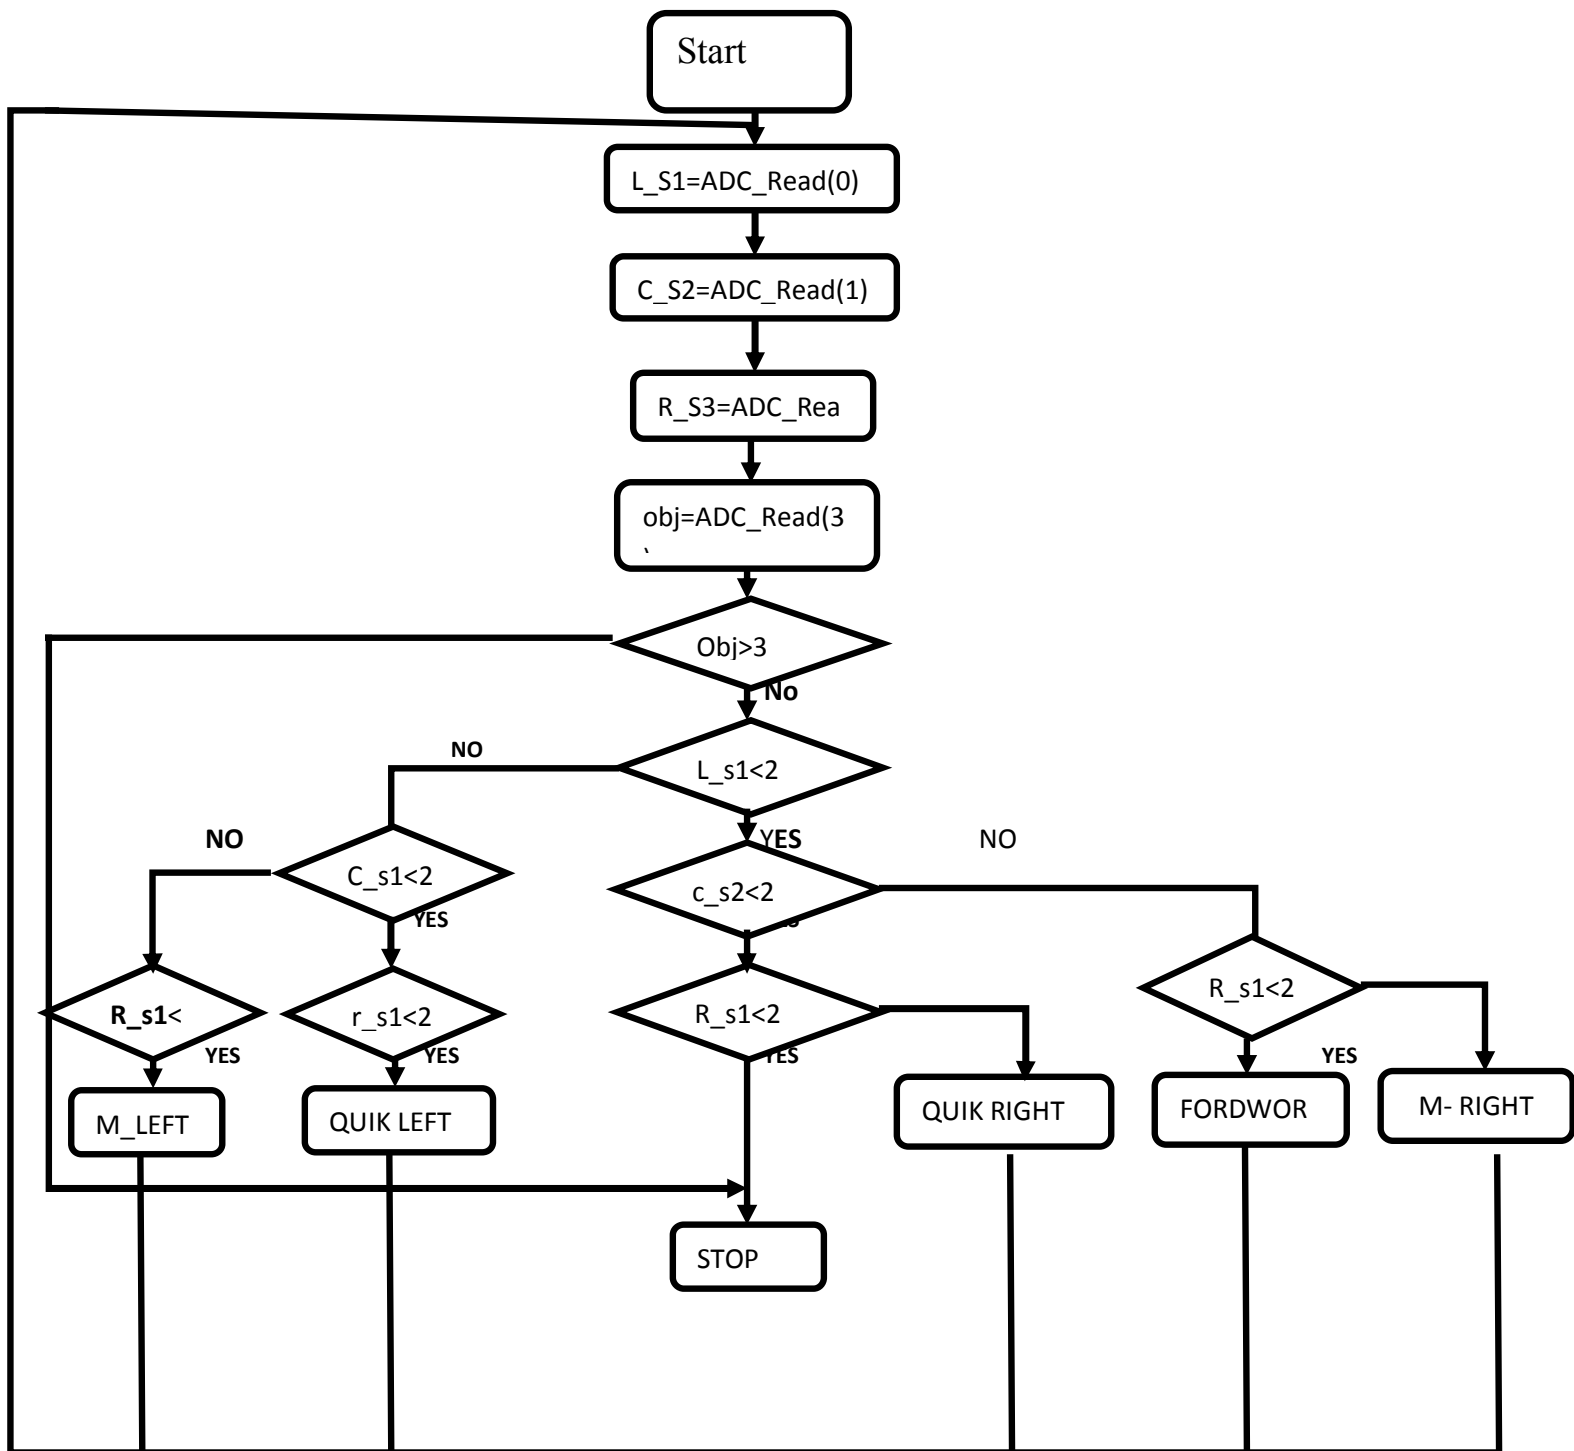 Start
L_S1=ADC_Read(0)
C_S2=ADC_Read(1)
R_S3=ADC_Rea
obj=ADC_Read(3
Obj>3
No
NO
L_s1<2
NO
YES
NO
C_s1<2
c_s2<2
YES
R_s1<
r_s1<2
R_s1<2
R_s1<2
YES
YES
YES
YES
M_LEFT
QUIK LEFT
QUIK RIGHT
FORDWOR
M- RIGHT
STOP